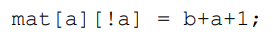 mat[a][!a] = b+a+1;